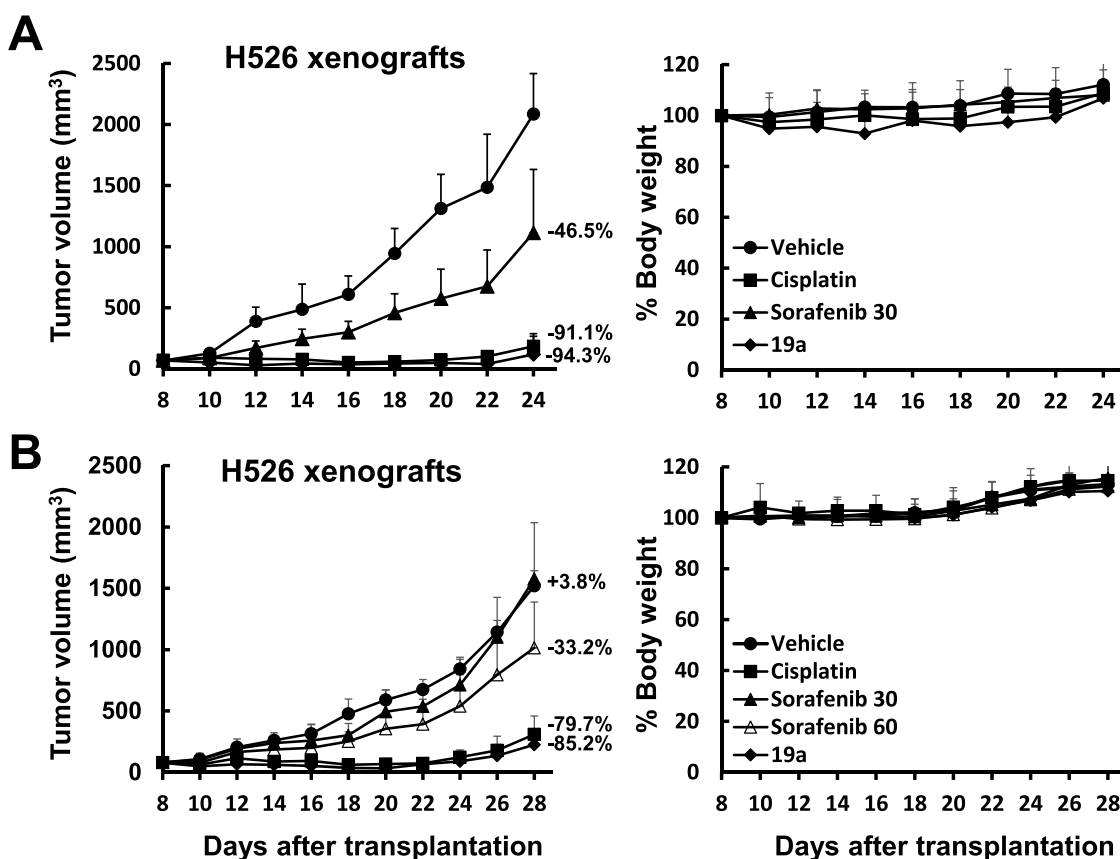 A
H526 xenografts
Tumor volume (mm³)
2500
2000
1500
1000
500
0
8 10 12 14 16 18 20 22 24
-46.5%
-91.1%
-94.3%
% Body weight
120
100
80
60
40
20
0
Vehicle
Cisplatin
Sorafenib 30
19a
8 10 12 14 16 18 20 22 24
B
H526 xenografts
Tumor volume (mm³)
2500
2000
1500
1000
500
0
+3.8%
-33.2%
-79.7%
-85.2%
8 10 12 14 16 18 20 22 24 26 28
Days after transplantation
% Body weight
120
100
80
60
40
20
0
Vehicle
Cisplatin
Sorafenib 30
Sorafenib 60
19a
8 10 12 14 16 18 20 22 24 26 28
Days after transplantation